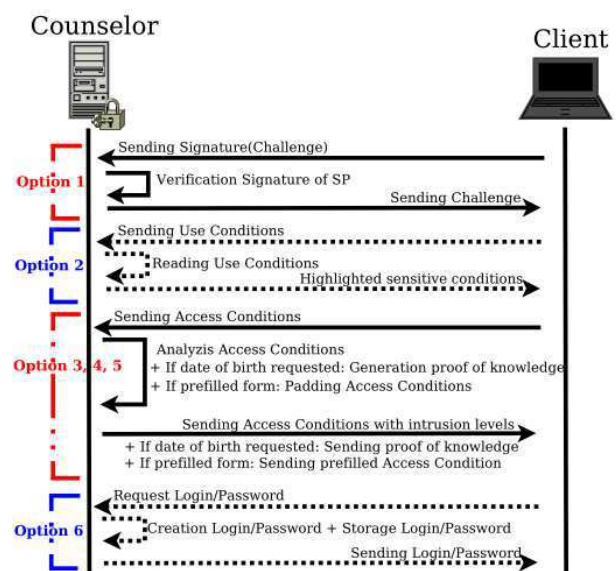 Counselor
Client
Sending Signature(Challenge)
Option 1
Verification Signature of SP
Sending Challenge
Sending Use Conditions
Option 2
Reading Use Conditions
Highlighted sensitive conditions
Sending Access Conditions
Analyzis Access Conditions
+ If date of birth requested: Generation proof of knowledge
Option 3, 4, 5
+ If prefilled form: Padding Access Conditions
Sending Access Conditions with intrusion levels
+ If date of birth requested: Sending proof of knowledge
+ If prefilled form: Sending prefilled Access Condition
Request Login/Password
Option 6
Creation Login/Password + Storage Login/Password
Sending Login/Password